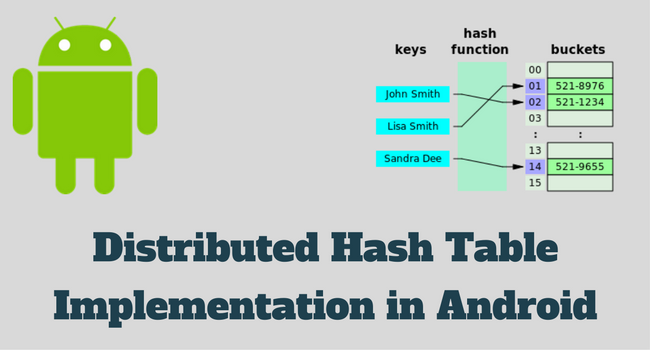 keys
hash
function
buckets
John Smith
Lisa Smith
Sandra Dee
00
01 521-8976
02 521-1234
03
: :
13
14 521-9655
15
Distributed Hash Table
Implementation in Android